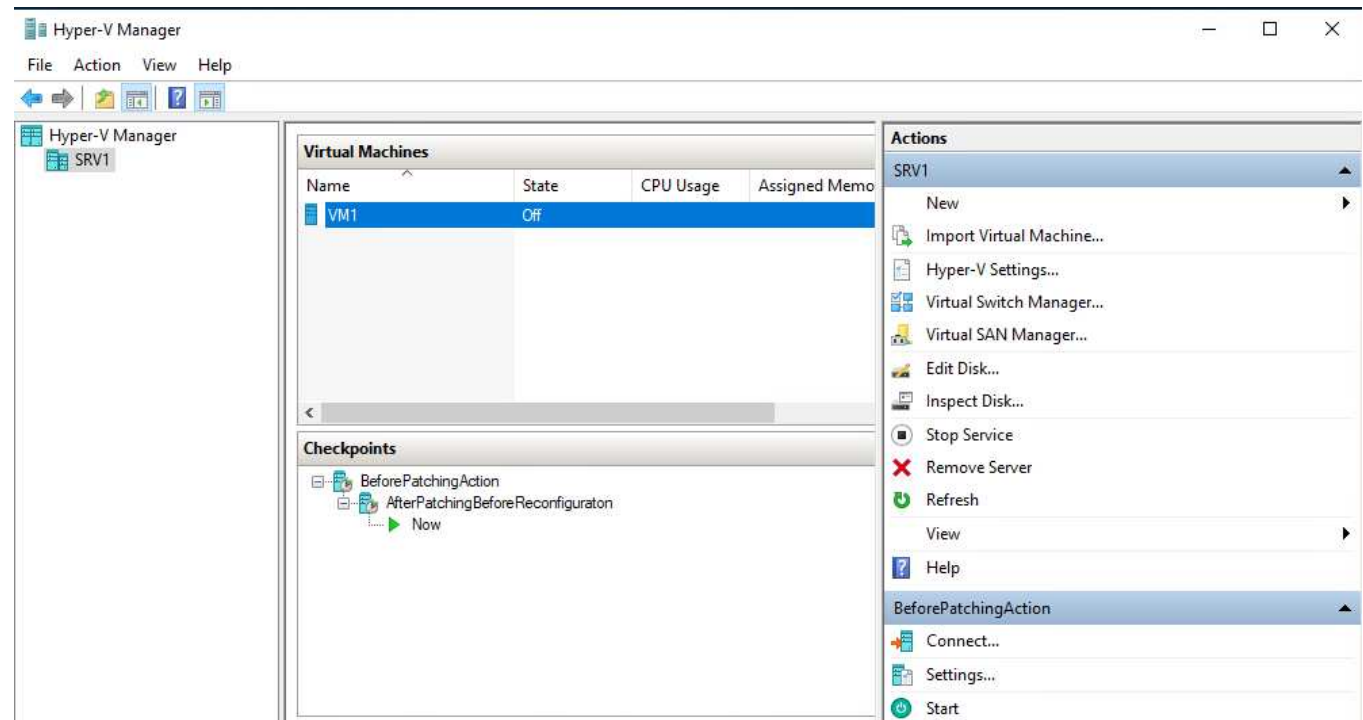 Hyper-V Manager
File Action View Help
Hyper-V Manager
SRV1
Virtual Machines
Name State CPU Usage Assigned Memo
VM1 Off
Checkpoints
BeforePatchingAction
AfterPatchingBeforeReconfiguraton
Now
Actions
SRV1
New
Import Virtual Machine...
Hyper-V Settings...
Virtual Switch Manager...
Virtual SAN Manager...
Edit Disk...
Inspect Disk...
Stop Service
Remove Server
Refresh
View
Help
BeforePatchingAction
Connect...
Settings...
Start